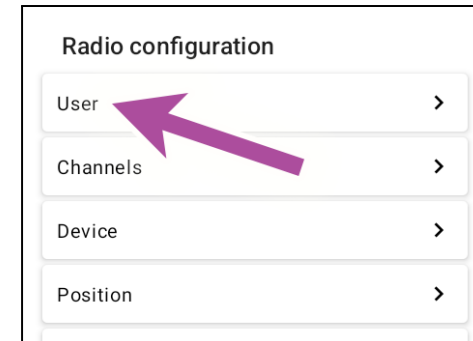 Radio configuration
User
Channels
Device
Position